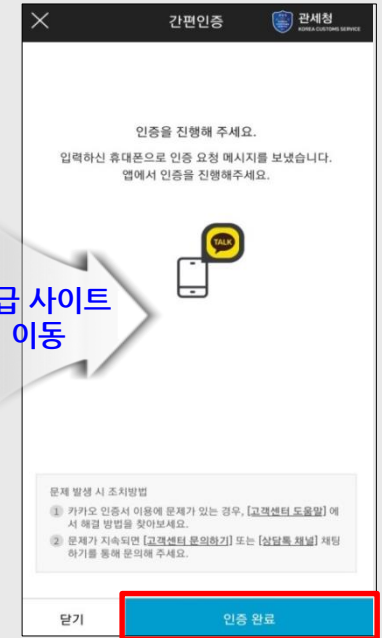 간편인증
관세청
KOREA CUSTOMS SERVICE
인증을 진행해 주세요.
입력하신 휴대폰으로 인증 요청 메시지를 보냈습니다.
앱에서 인증을 진행해주세요.
TALK
급 사이트
이동
문제 발생 시 조치방법
1 카카오 인증서 이용에 문제가 있는 경우, [고객센터 도움말] 에
서 해결 방법을 찾아보세요.
2 문제가 지속되면 [고객센터 문의하기] 또는 [상담톡 채널] 채팅
하기를 통해 문의해 주세요.
닫기
인증 완료